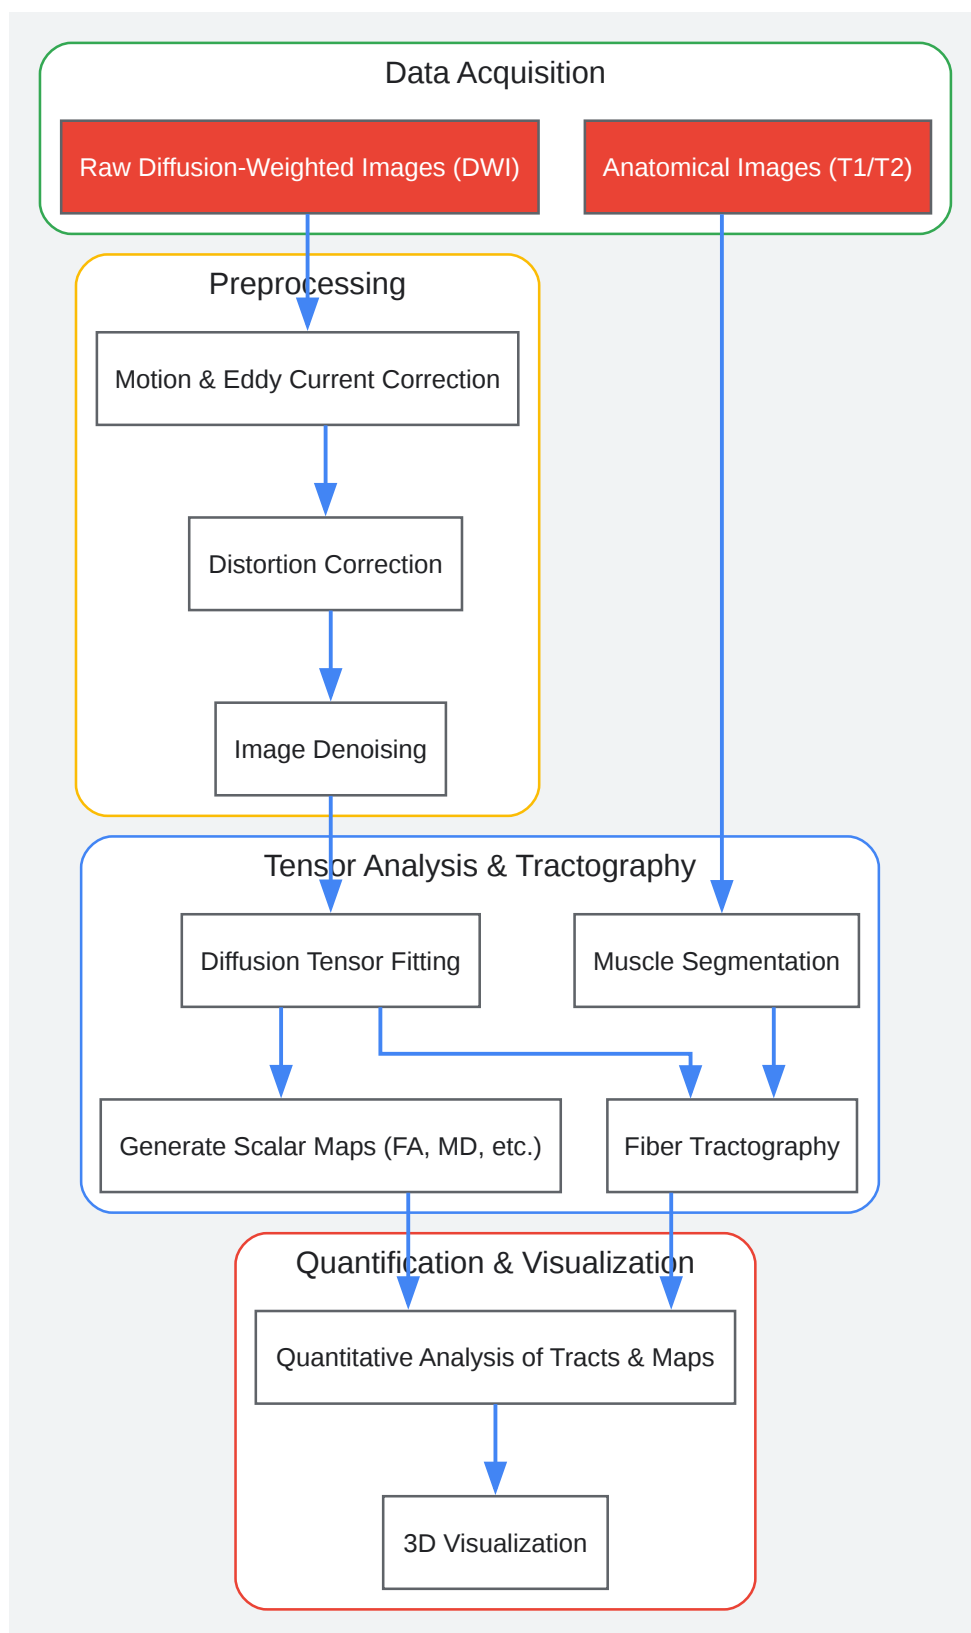 Data Acquisition
Raw Diffusion-Weighted Images (DWI)
Anatomical Images (T1/T2)
Preprocessing
Motion & Eddy Current Correction
Distortion Correction
Image Denoising
Tensor Analysis & Tractography
Diffusion Tensor Fitting
Muscle Segmentation
Generate Scalar Maps (FA, MD, etc.)
Fiber Tractography
Quantification & Visualization
Quantitative Analysis of Tracts & Maps
3D Visualization